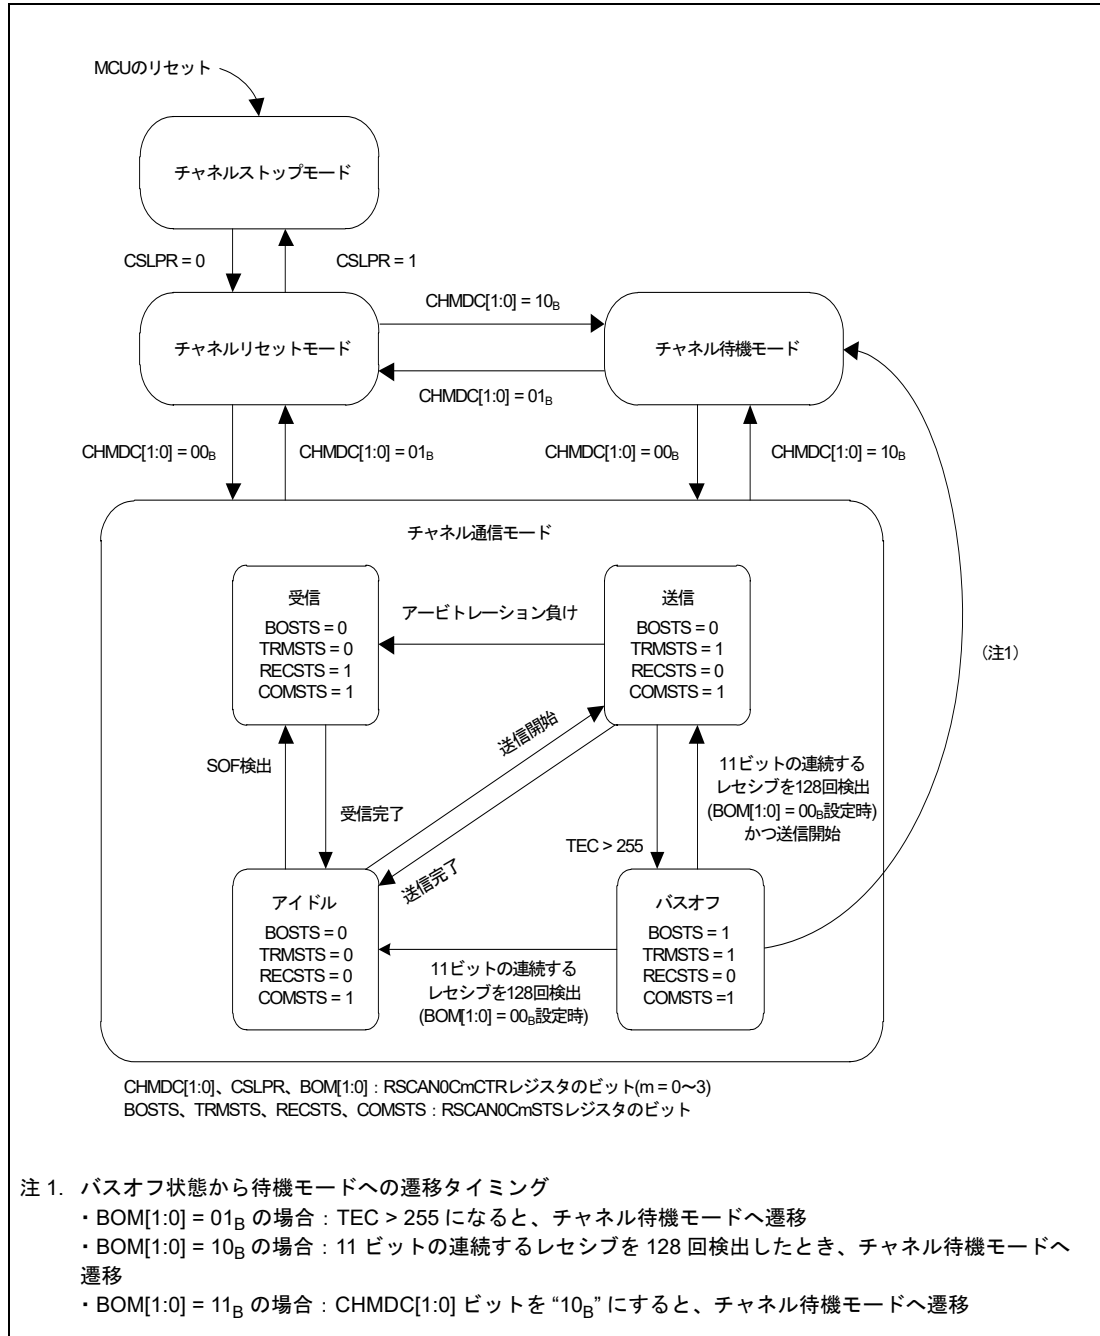 MCUのリセット
チャネルストップモード
CSLPR = 0
CSLPR = 1
CHMDC[1:0] = 10B
チャネルリセットモード
チャネル待機モード
CHMDC[1:0] = 01B
CHMDC[1:0] = 00B
CHMDC[1:0] = 01B
CHMDC[1:0] = 00B
CHMDC[1:0] = 10B
チャネル通信モード
受信
BOSTS = 0
TRMSTS = 0
RECSTS = 1
COMSTS = 1
アービトレーション負け
送信
BOSTS = 0
TRMSTS = 1
RECSTS = 0
COMSTS = 1
(注1)
SOF検出
受信完了
送信開始
送信完了
TEC > 255
11ビットの連続する
レセシブを128回検出
(BOM[1:0] = 00B設定時)
かつ送信開始
アイドル
BOSTS = 0
TRMSTS = 0
RECSTS = 0
COMSTS = 1
11ビットの連続する
レセシブを128回検出
(BOM[1:0] = 00B設定時)
バスオフ
BOSTS = 1
TRMSTS = 1
RECSTS = 0
COMSTS =1
CHMDC[1:0]、CSLPR、BOM[1:0]：RSCAN0CmCTRレジスタのビット(m = 0〜3)
BOSTS、TRMSTS、RECSTS、COMSTS：RSCAN0CmSTSレジスタのビット
注 1. バスオフ状態から待機モードへの遷移タイミング
・BOM[1:0] = 01B の場合：TEC > 255 になると、チャネル待機モードへ遷移
・BOM[1:0] = 10B の場合：11 ビットの連続するレセシブを 128 回検出したとき、チャネル待機モードへ
遷移
・BOM[1:0] = 11B の場合：CHMDC[1:0] ビットを “10B” にすると、チャネル待機モードへ遷移